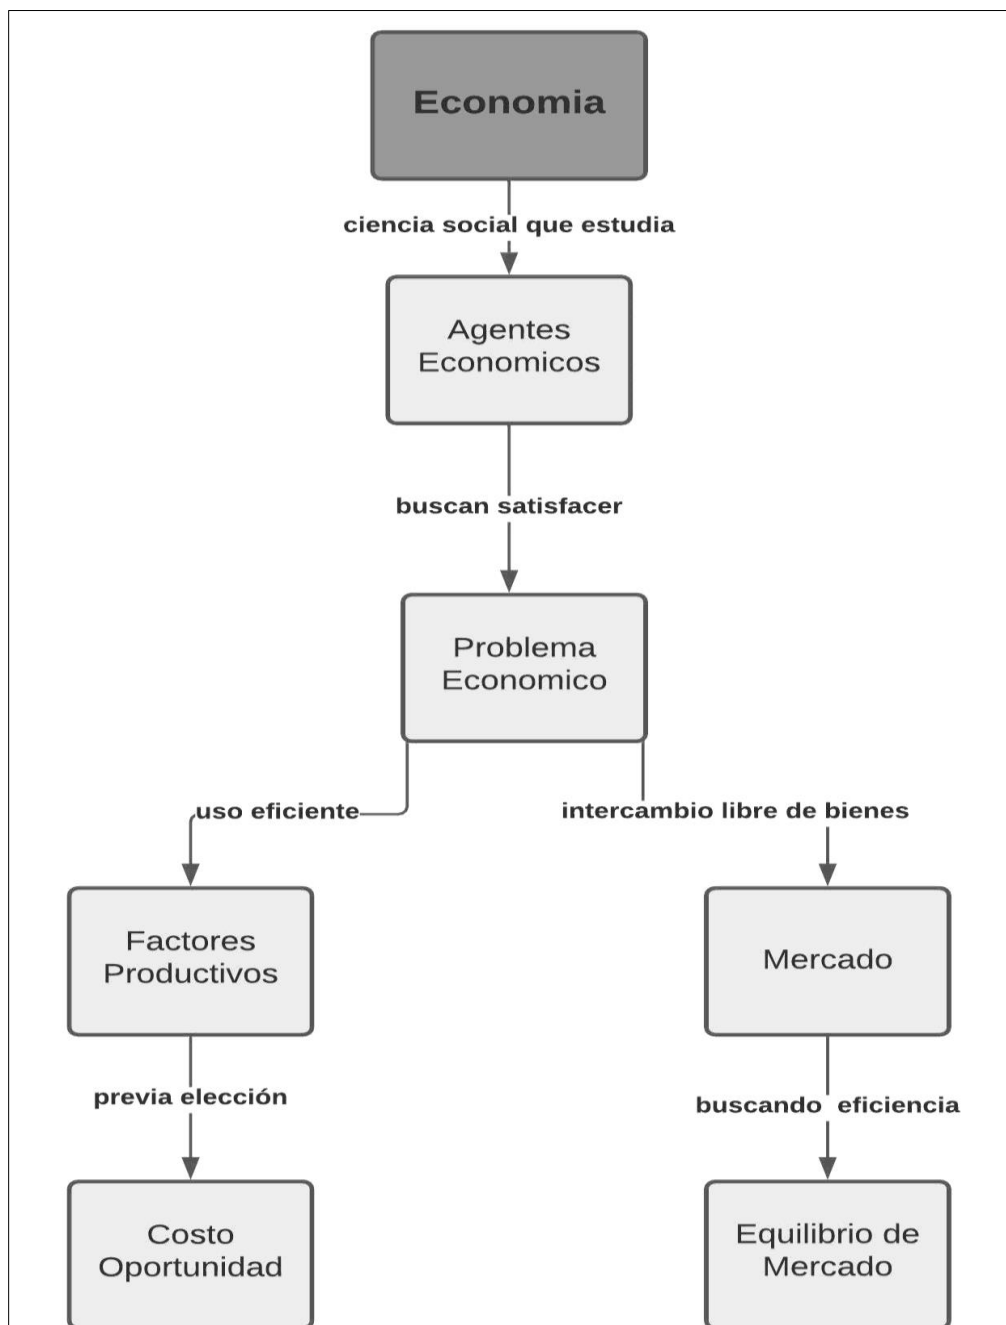 Economia
ciencia social que estudia
Agentes
Economicos
buscan satisfacer
Problema
Economico
uso eficiente
intercambio libre de bienes
Factores
Productivos
Mercado
previa elección
buscando eficiencia
Costo
Oportunidad
Equilibrio de
Mercado